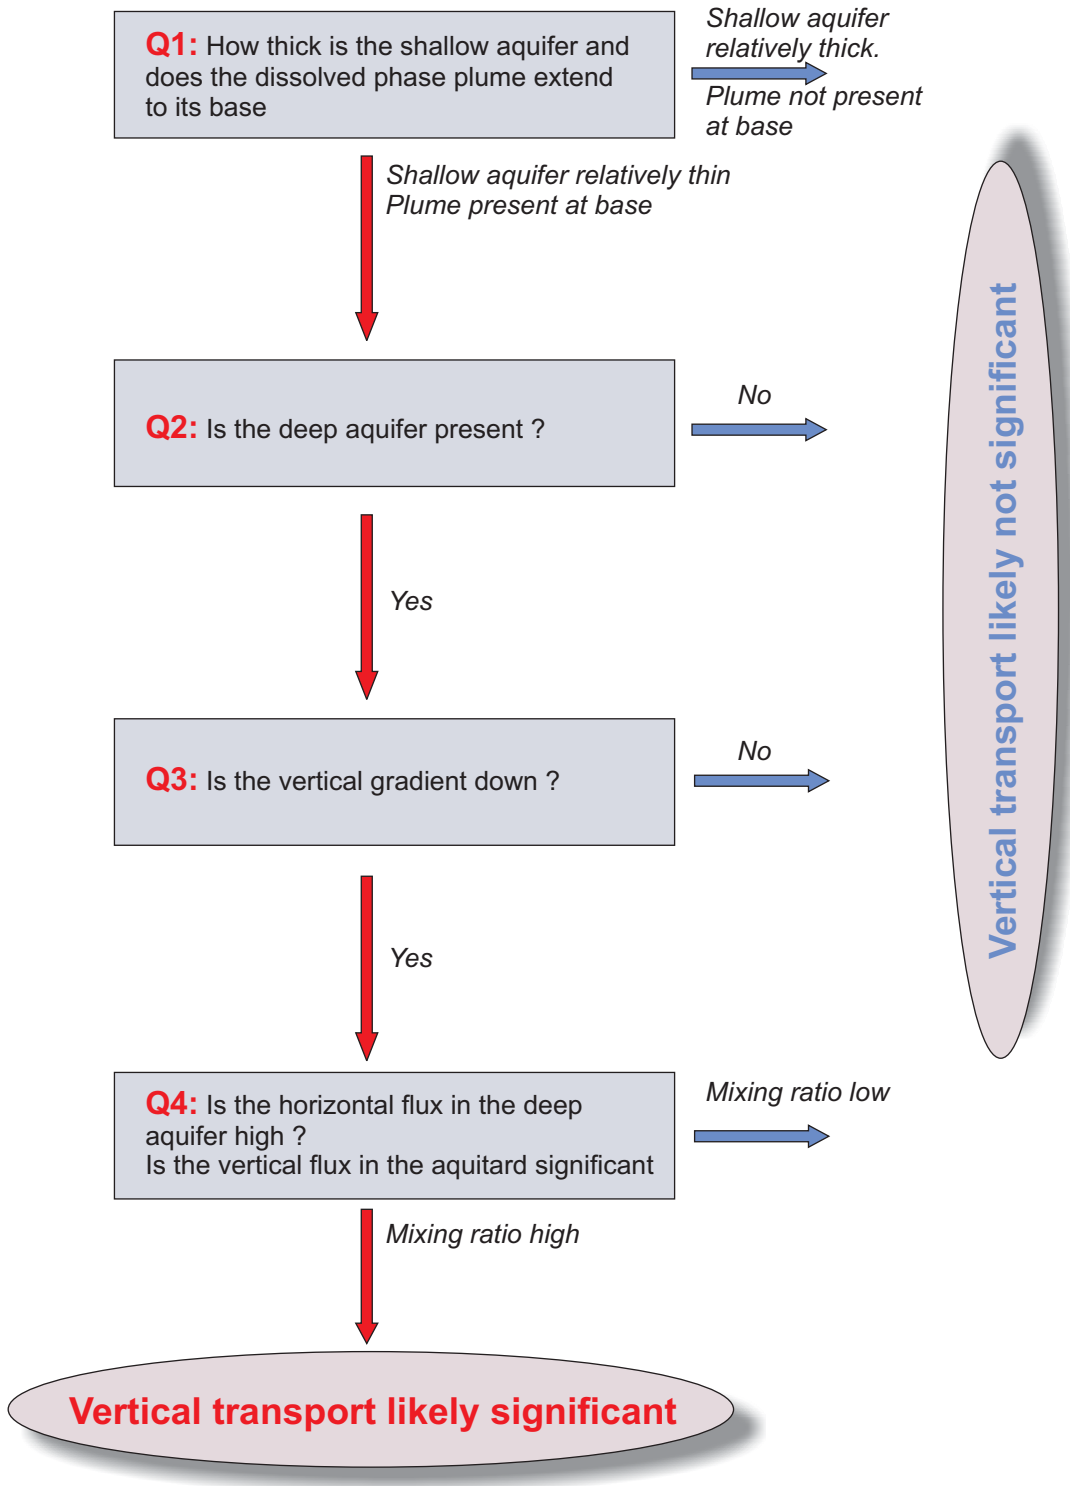 Q1: How thick is the shallow aquifer and
does the dissolved phase plume extend
to its base
Shallow aquifer
relatively thick.
Plume not present
at base
Shallow aquifer relatively thin
Plume present at base
Q2: Is the deep aquifer present ?
No
Yes
Q3: Is the vertical gradient down ?
No
Yes
Q4: Is the horizontal flux in the deep
aquifer high ?
Is the vertical flux in the aquitard significant
Mixing ratio low
Mixing ratio high
Vertical transport likely significant
Vertical transport likely not significant